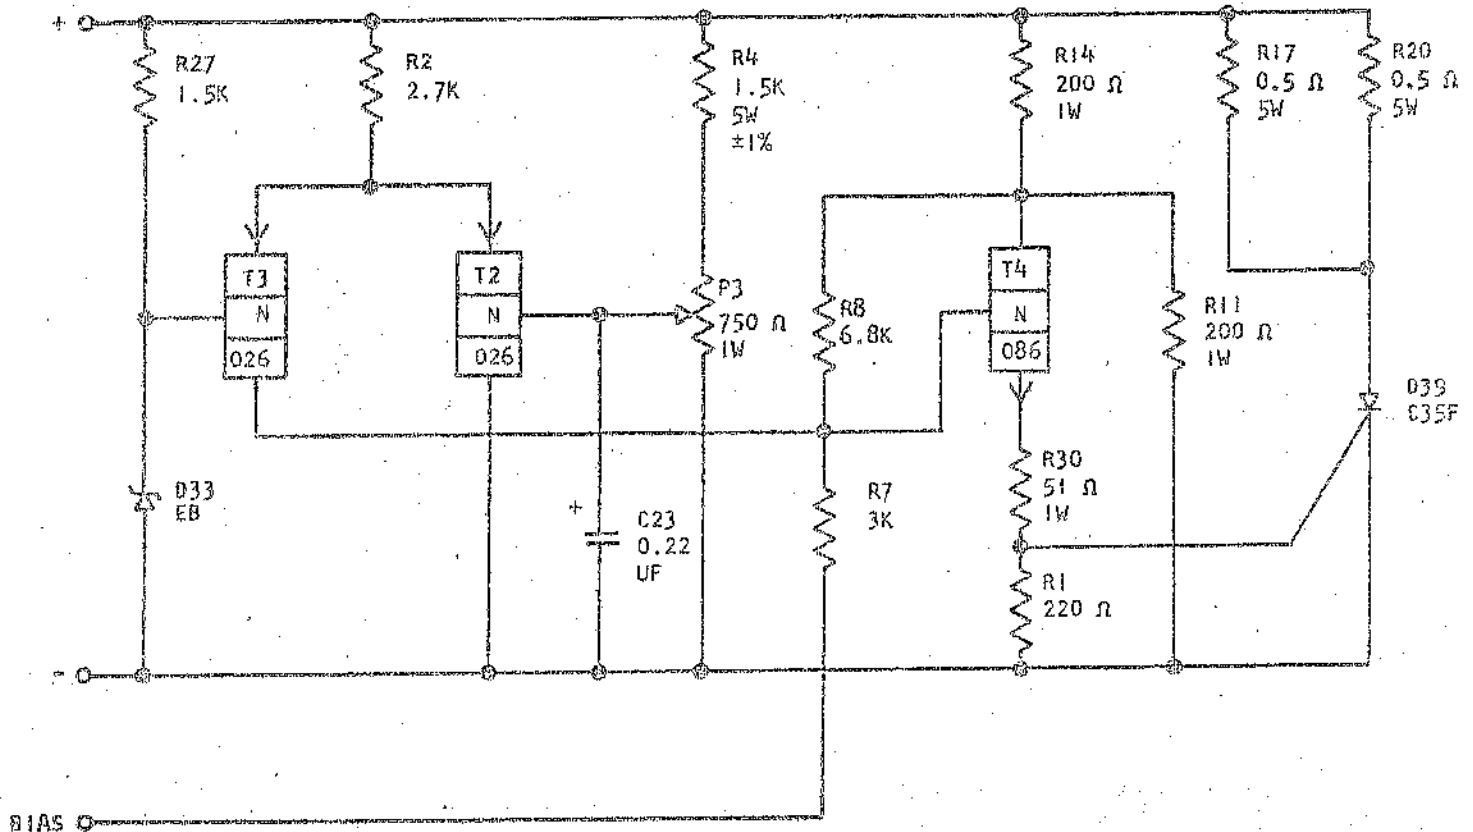 +
R27
1.5K
R2
2.7K
R4
1.5K
5W
±1%
R14
200 Ω
1W
R17
0.5 Ω
5W
R20
0.5 Ω
5W
T3
N
026
T2
N
026
P3
750 Ω
1W
R8
6.8K
T4
N
086
R11
200 Ω
1W
D39
C35F
D33
EB
+
C23
0.22
UF
R7
3K
R30
51 Ω
1W
R1
220 Ω
-
BIAS